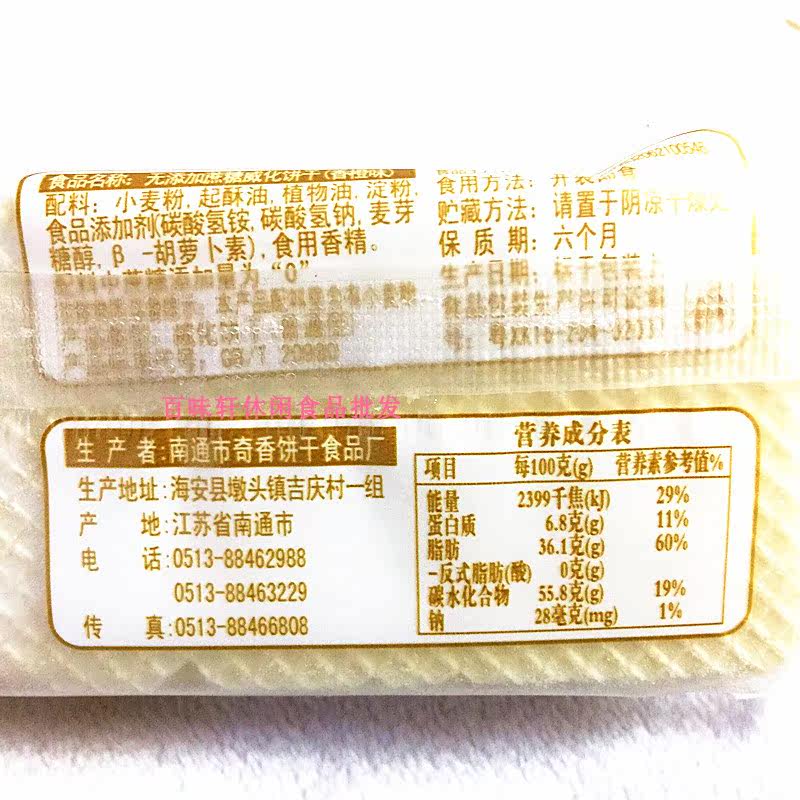 食品名称: 无添加蔗糖威化饼干(香橙味)
配料: 小麦粉, 起酥油, 植物油, 淀粉,
食品添加剂(碳酸氢铵, 碳酸氢钠, 麦芽
糖醇, β -胡萝卜素), 食用香精。
量为“0”
食用方法:
贮藏方法: 请置于阴凉干燥处
保 质 期: 六个月
生产日期:
百味轩休闲食品批发
生 产 者:南通市奇香饼干食品厂
生产地址:海安县墩头镇吉庆村一组
产 地:江苏省南通市
电 话:0513-88462988
0513-88463229
传 真:0513-88466808
营养成分表
项目 每100克(g) 营养素参考值%
能量 2399千焦(kJ) 29%
蛋白质 6.8克(g) 11%
脂肪 36.1克(g) 60%
-反式脂肪(酸) 0克(g)
碳水化合物 55.8克(g) 19%
钠 28毫克(mg) 1%